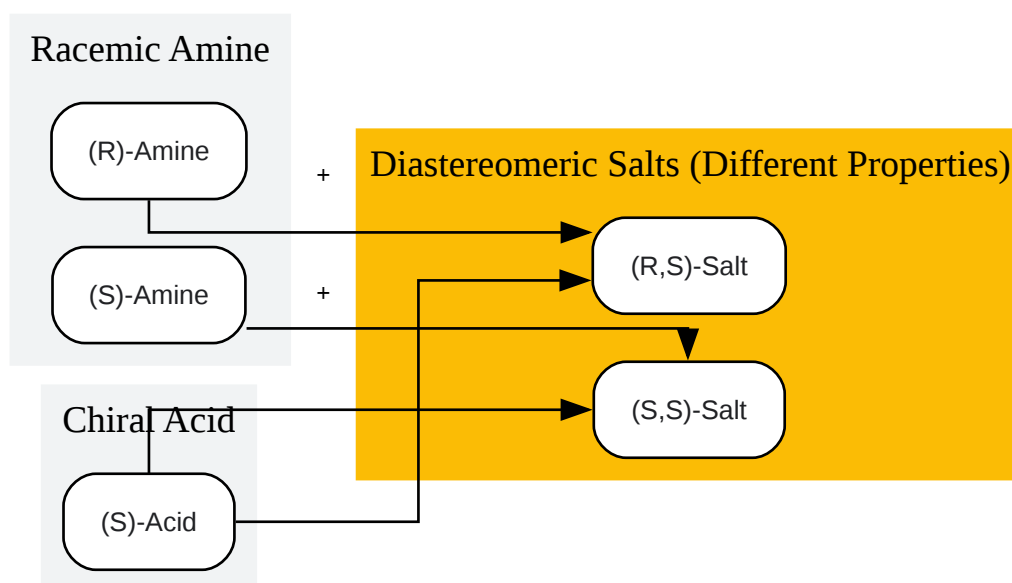 Racemic Amine
(R)-Amine
+
Diastereomeric Salts (Different Properties)
(R,S)-Salt
(S)-Amine
+
(S,S)-Salt
Chiral Acid
(S)-Acid